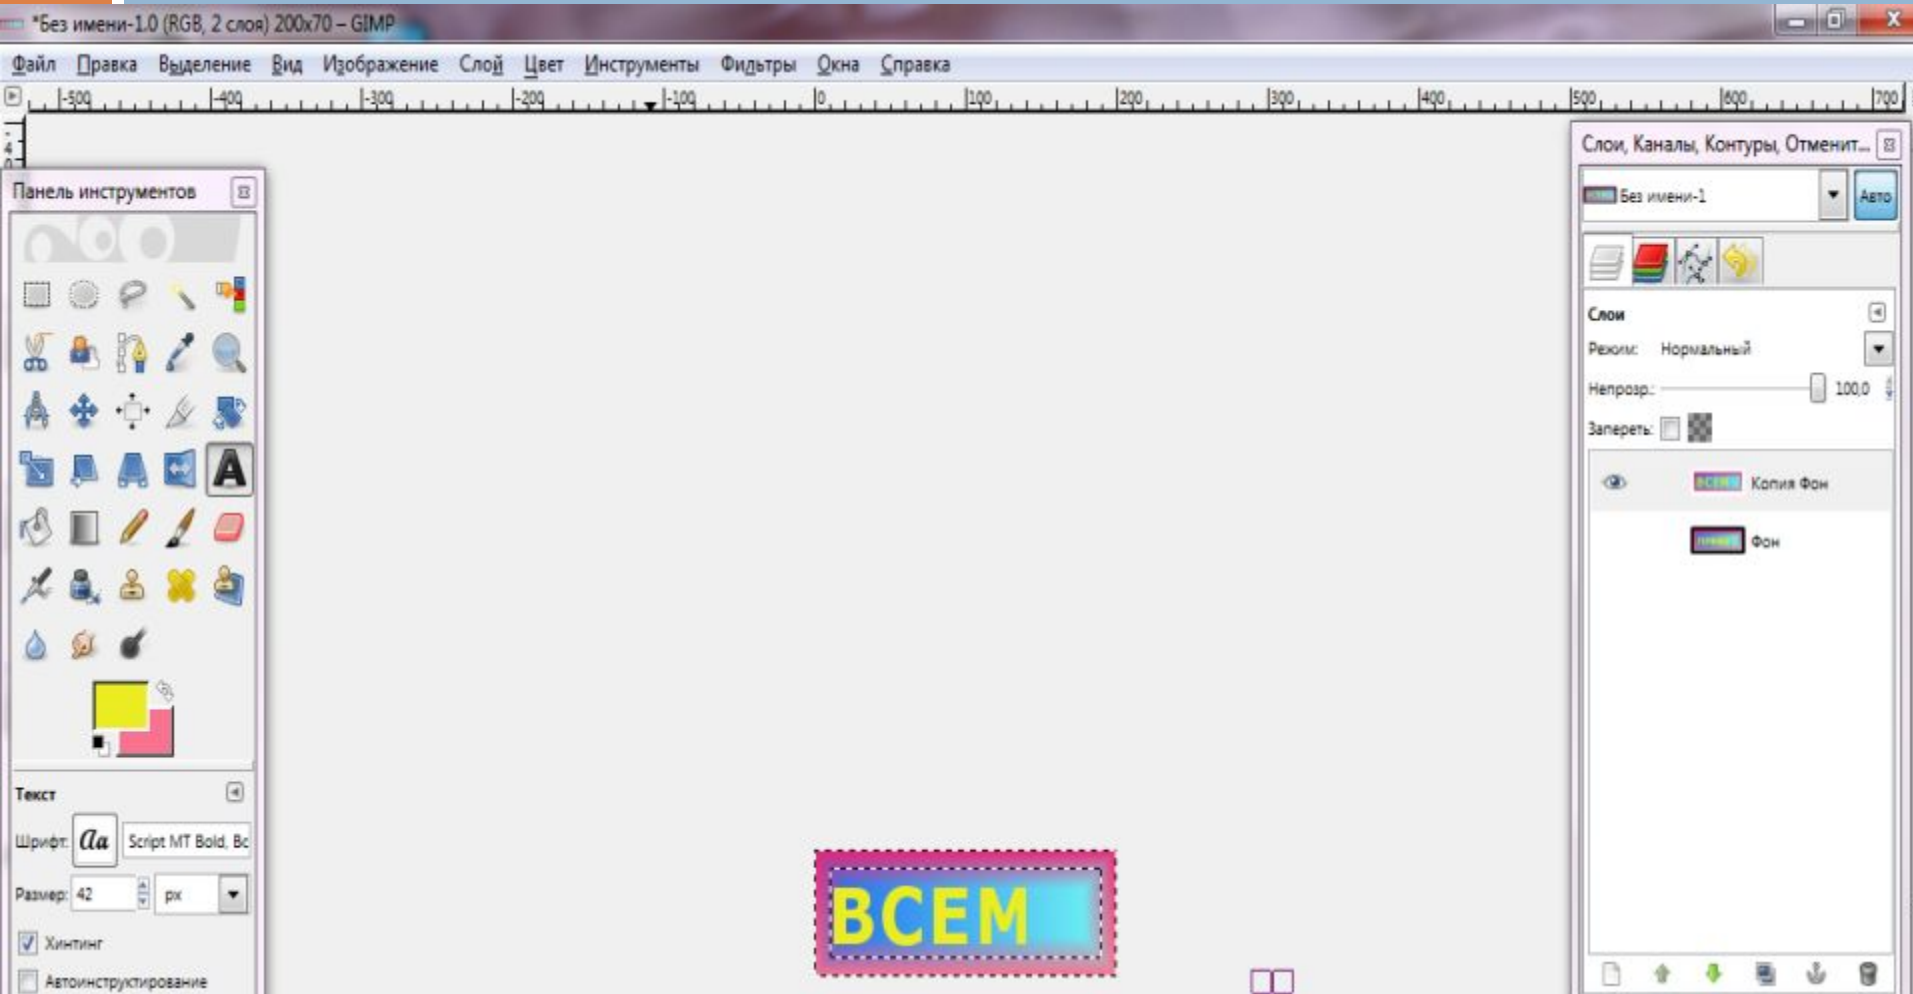 *Без имени-1.0 (RGB, 2 слоя) 200x70 – GIMP
Файл Правка Выделение Вид Изображение Слой Цвет Инструменты Фильтры Окна Справка
-500 -400 -300 -200 -100 0 100 200 300 400 500 600 700
Панель инструментов
Текст
Шрифт: Aa Script MT Bold, Bc
Размер: 42 px
Хинтинг
Автоинструктирование
ВСЕМ
Слои, Каналы, Контуры, Отменит...
Без имени-1 Авто
Слои
Режим: Нормальный
Непрозр.: 100,0
Запереть:
ВСЕМ Копия Фон
Фон